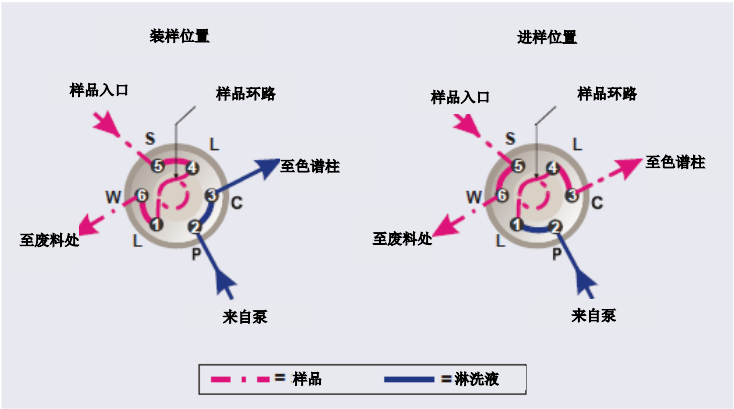 装样位置
进样位置
样品入口
样品环路
S
L
5
4
至色谱柱
W
6
3
C
1
2
至废料处
L
P
来自泵
样品入口
样品环路
S
L
5
4
至色谱柱
W
6
3
C
1
2
至废料处
L
P
来自泵
= 样品
= 淋洗液